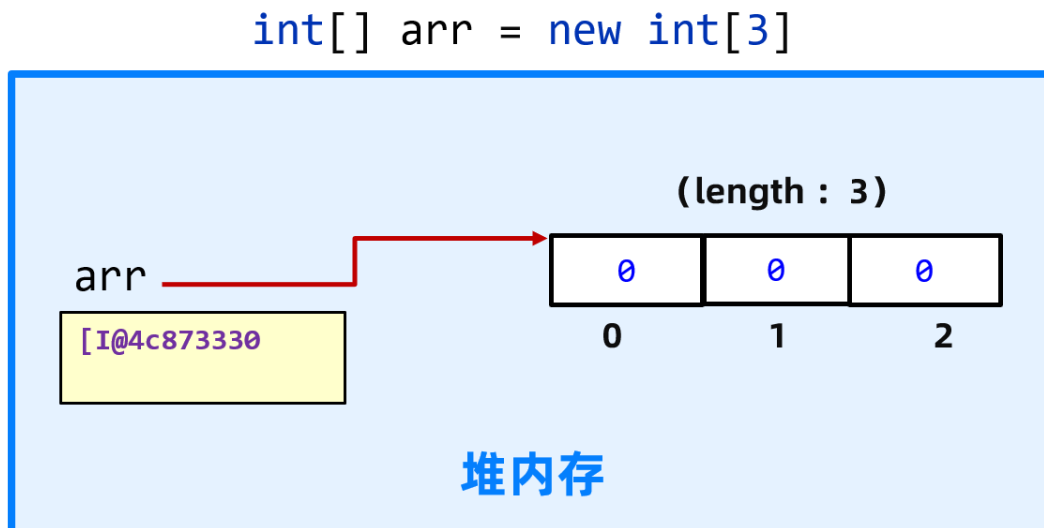 int[] arr = new int[3]
(length : 3)
arr
0 0 0
[I@4c873330
0 1 2
堆内存